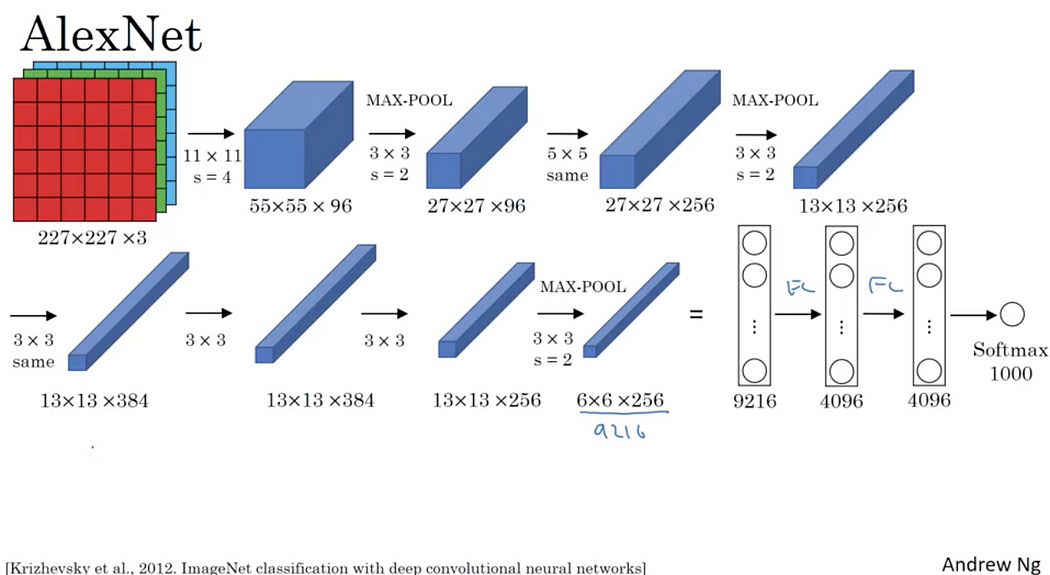 AlexNet
227×227 ×3
11 × 11
s = 4
55×55 × 96
MAX-POOL
3 × 3
s = 2
27×27 ×96
5 × 5
same
27×27 ×256
MAX-POOL
3 × 3
s = 2
13×13 ×256
3 × 3
same
13×13 ×384
3 × 3
13×13 ×384
3 × 3
13×13 ×256
MAX-POOL
3 × 3
s = 2
6×6 ×256
9216
=
9216
FC
4096
FC
4096
Softmax
1000
[Krizhevsky et al., 2012. ImageNet classification with deep convolutional neural networks]
Andrew Ng